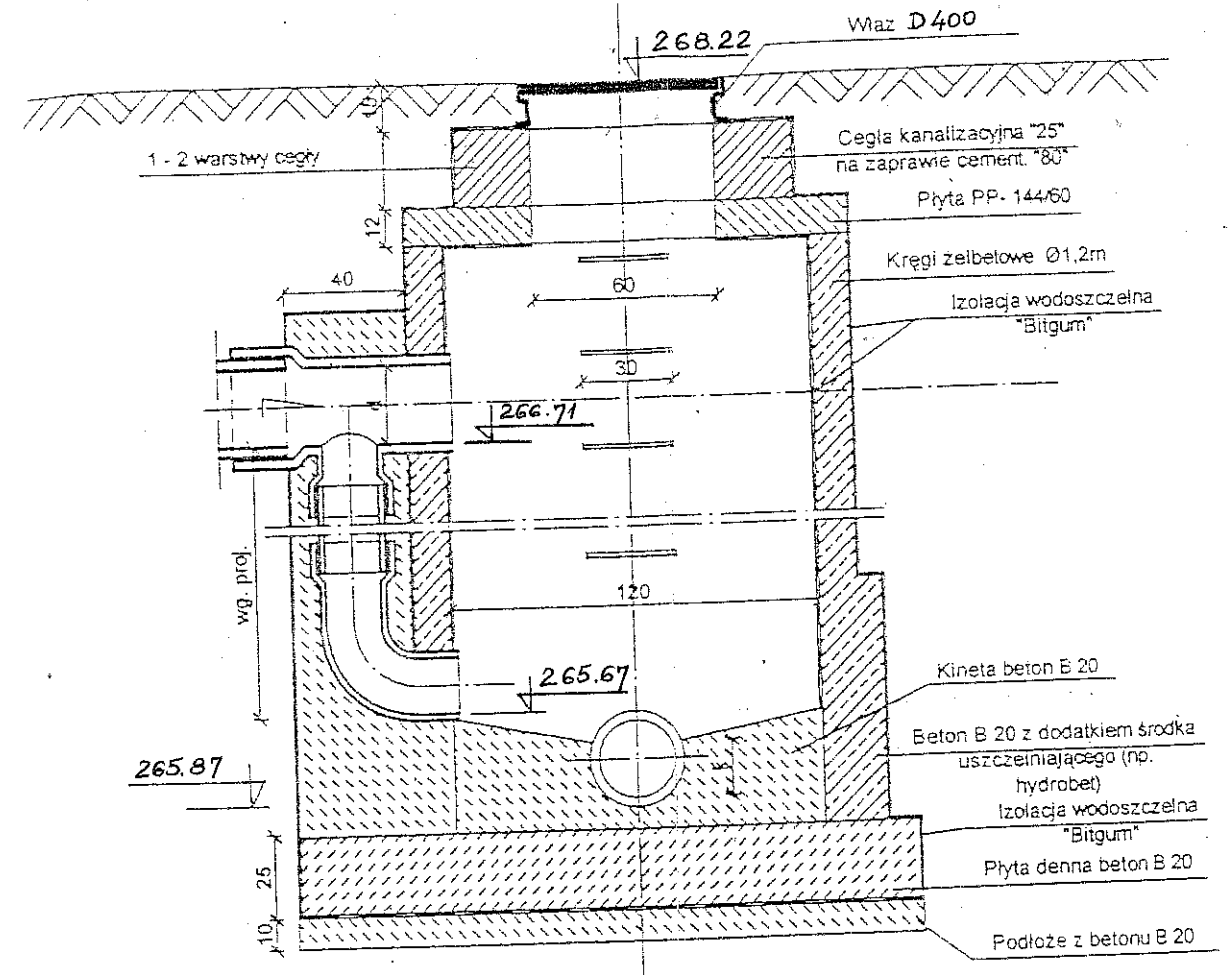 Właz D400
268.22
10
Cegła kanalizacyjna "25"
na zaprawie cement. "80"
1 - 2 warstwy cegły
Płyta PP- 144/60
12
Kręgi żelbetowe Ø1,2m
40
60
Izolacja wodoszczelna
"Bitgum"
30
266.71
wg. proj.
120
265.67
Kineta beton B 20
Beton B 20 z dodatkiem środka
uszczelniającego (np.
hydrobet)
265.87
Izolacja wodoszczelna
"Bitgum"
Płyta denna beton B 20
25
10
Podłoże z betonu B 20